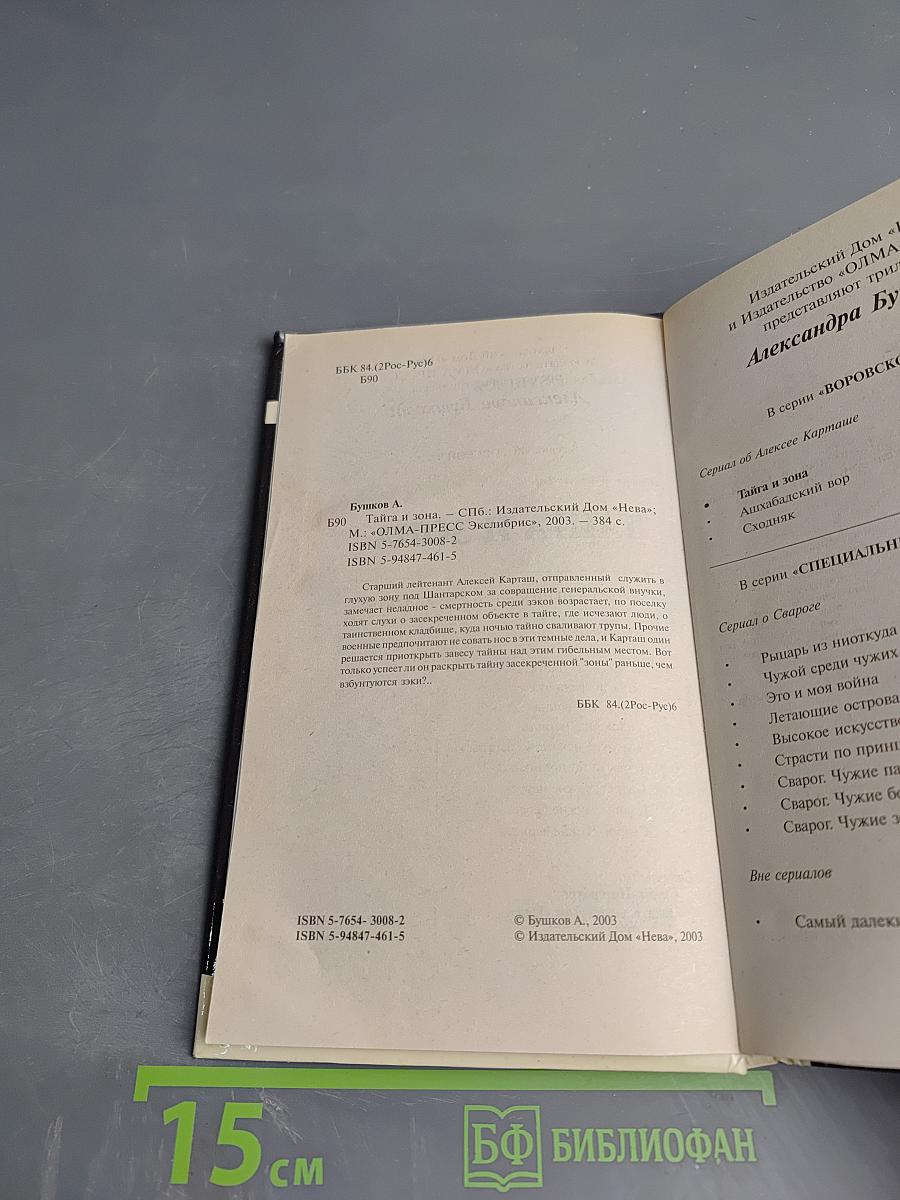 ББК 84.(2Рос-Рус)6
Б90
Бушков А.
Б90 Тайга и зона. – СПб.: Издательский Дом «Нева»;
М.: «ОЛМА-ПРЕСС Экслибрис», 2003. – 384 с.
ISBN 5-7654-3008-2
ISBN 5-94847-461-5
Старший лейтенант Алексей Карташ, отправленный служить в
глухую зону под Шантарском за совращение генеральской внучки,
замечает неладное - смертность среди зэков возрастает, по поселку
ходят слухи о засекреченном объекте в тайге, где исчезают люди, о
таинственном кладбище, куда ночью тайно сваливают трупы. Прочие
военные предпочитают не совать нос в эти темные дела, и Карташ один
решается приоткрыть завесу тайны над этим гибельным местом. Вот
только успеет ли он раскрыть тайну засекреченной "зоны" раньше, чем
взбунтуются зэки?..
ББК 84.(2Рос-Рус)6
ISBN 5-7654- 3008-2
ISBN 5-94847-461-5
© Бушков А., 2003
© Издательский Дом «Нева», 2003
Издательский Дом
и Издательство «ОЛМА
представляют
Александра
В серии
Сериал об Алексее Карташе
• Тайга и зона
• Ашхабадский вор
• Сходняк
В серии
Сериал о Свароге
• Рыцарь из ниоткуда
• Чужой среди чужих
• Это и моя война
• Летающие острова
• Высокое
• Страсти по
• Сварог. Чужие
• Сварог. Чужие
• Сварог. Чужие
Вне сериалов
• Самый
15 см
БФ БИБЛИОФАН